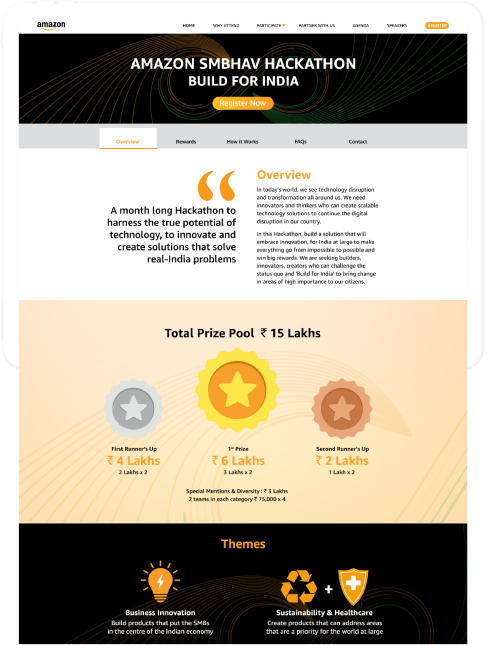 amazon
HOME WHY ATTEND PARTICIPATE PARTNER WITH US AGENDA SPEAKERS REGISTER
AMAZON SMBHAV HACKATHON
BUILD FOR INDIA
Register Now
Overview Rewards How it Works FAQs Contact
“
A month long Hackathon to
harness the true potential of
technology, to innovate and
create solutions that solve
real-India problems
Overview
In today's world, we see technology disruption
and transformation all around us. We need
innovators and thinkers who can create scalable
technology solutions to continue the digital
disruption in our country.
In this Hackathon, build a solution that will
embrace innovation, for India at large to make
everything go from impossible to possible and
win big rewards. We are seeking builders,
innovators, creators who can challenge the
status quo and 'Build for India' to bring change
in areas of high importance to our citizens.
Total Prize Pool ₹ 15 Lakhs
First Runner's Up
₹ 4 Lakhs
2 Lakhs x 2
1st Prize
₹ 6 Lakhs
3 Lakhs x 2
Second Runner's Up
₹ 2 Lakhs
1 Lakh x 2
Special Mentions & Diversity : ₹ 3 Lakhs
2 teams in each category ₹ 75,000 x 4
Themes
Business Innovation
Build products that put the SMBs
in the centre of the Indian economy
+
Sustainability & Healthcare
Create products that can address areas
that are a priority for the world at large